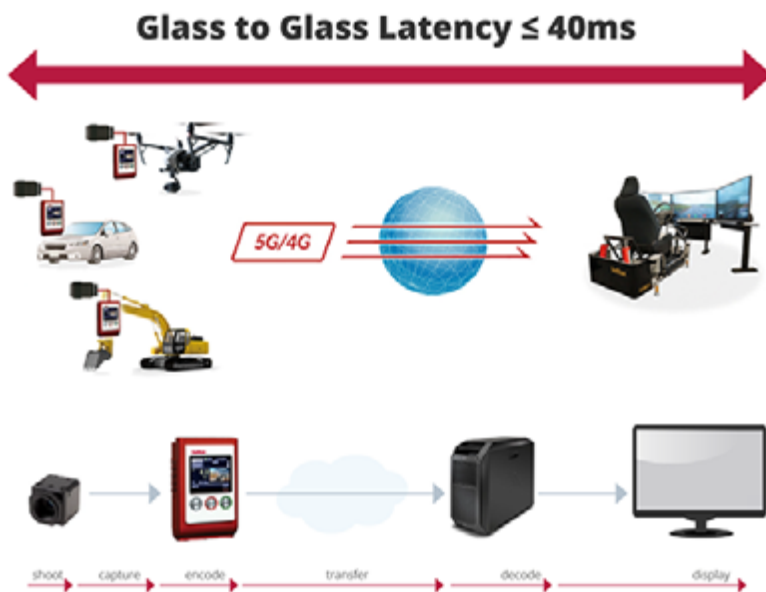 Glass to Glass Latency ≤ 40ms
5G/4G
shoot
capture
encode
transfer
decode
display